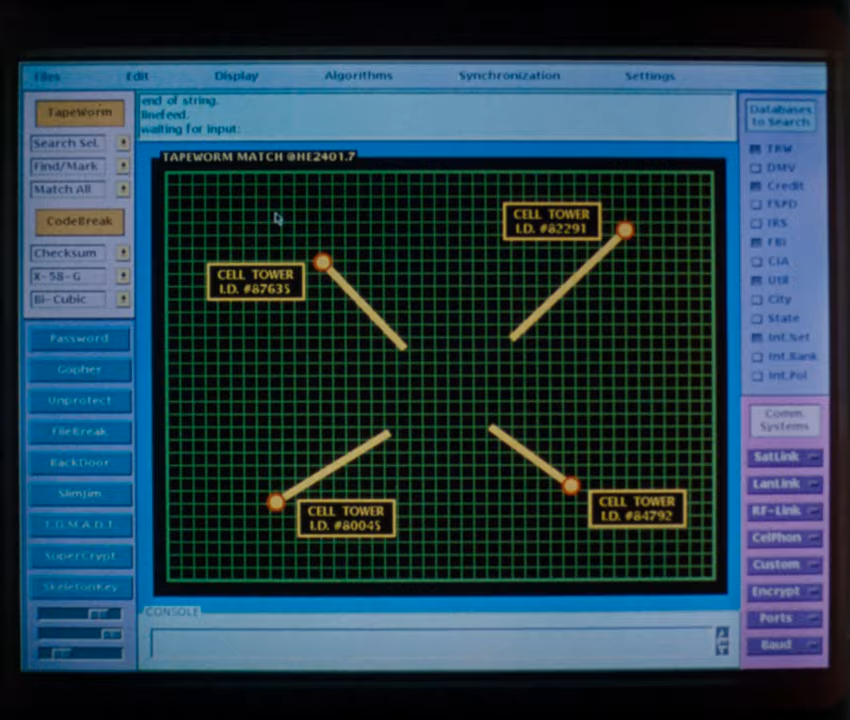 Files Edit Display Algorithms Synchronization Settings
TapeWorm
Search Sel.
Find/Mark
Match All
CodeBreak
Checksum
X-58-G
Bi-Cubic
Password
Gopher
Unprotect
FileBreak
BackDoor
SlimJim
SuperCrypt
SkeletonKey
end of string.
linefeed.
waiting for input:
TAPEWORM MATCH @HE2401.7
CELL TOWER
I.D. #82291
CELL TOWER
I.D. #87635
CELL TOWER
I.D. #80045
CELL TOWER
I.D. #84792
CONSOLE
Databases
to Search
TRW
DMV
Credit
IRS
FBI
CIA
Util
City
State
Int.Net
Int.Bank
Int.Pol
Comm.
Systems
SatLink
LanLink
RF-Link
CelPhon
Custom
Encrypt
Ports
Baud